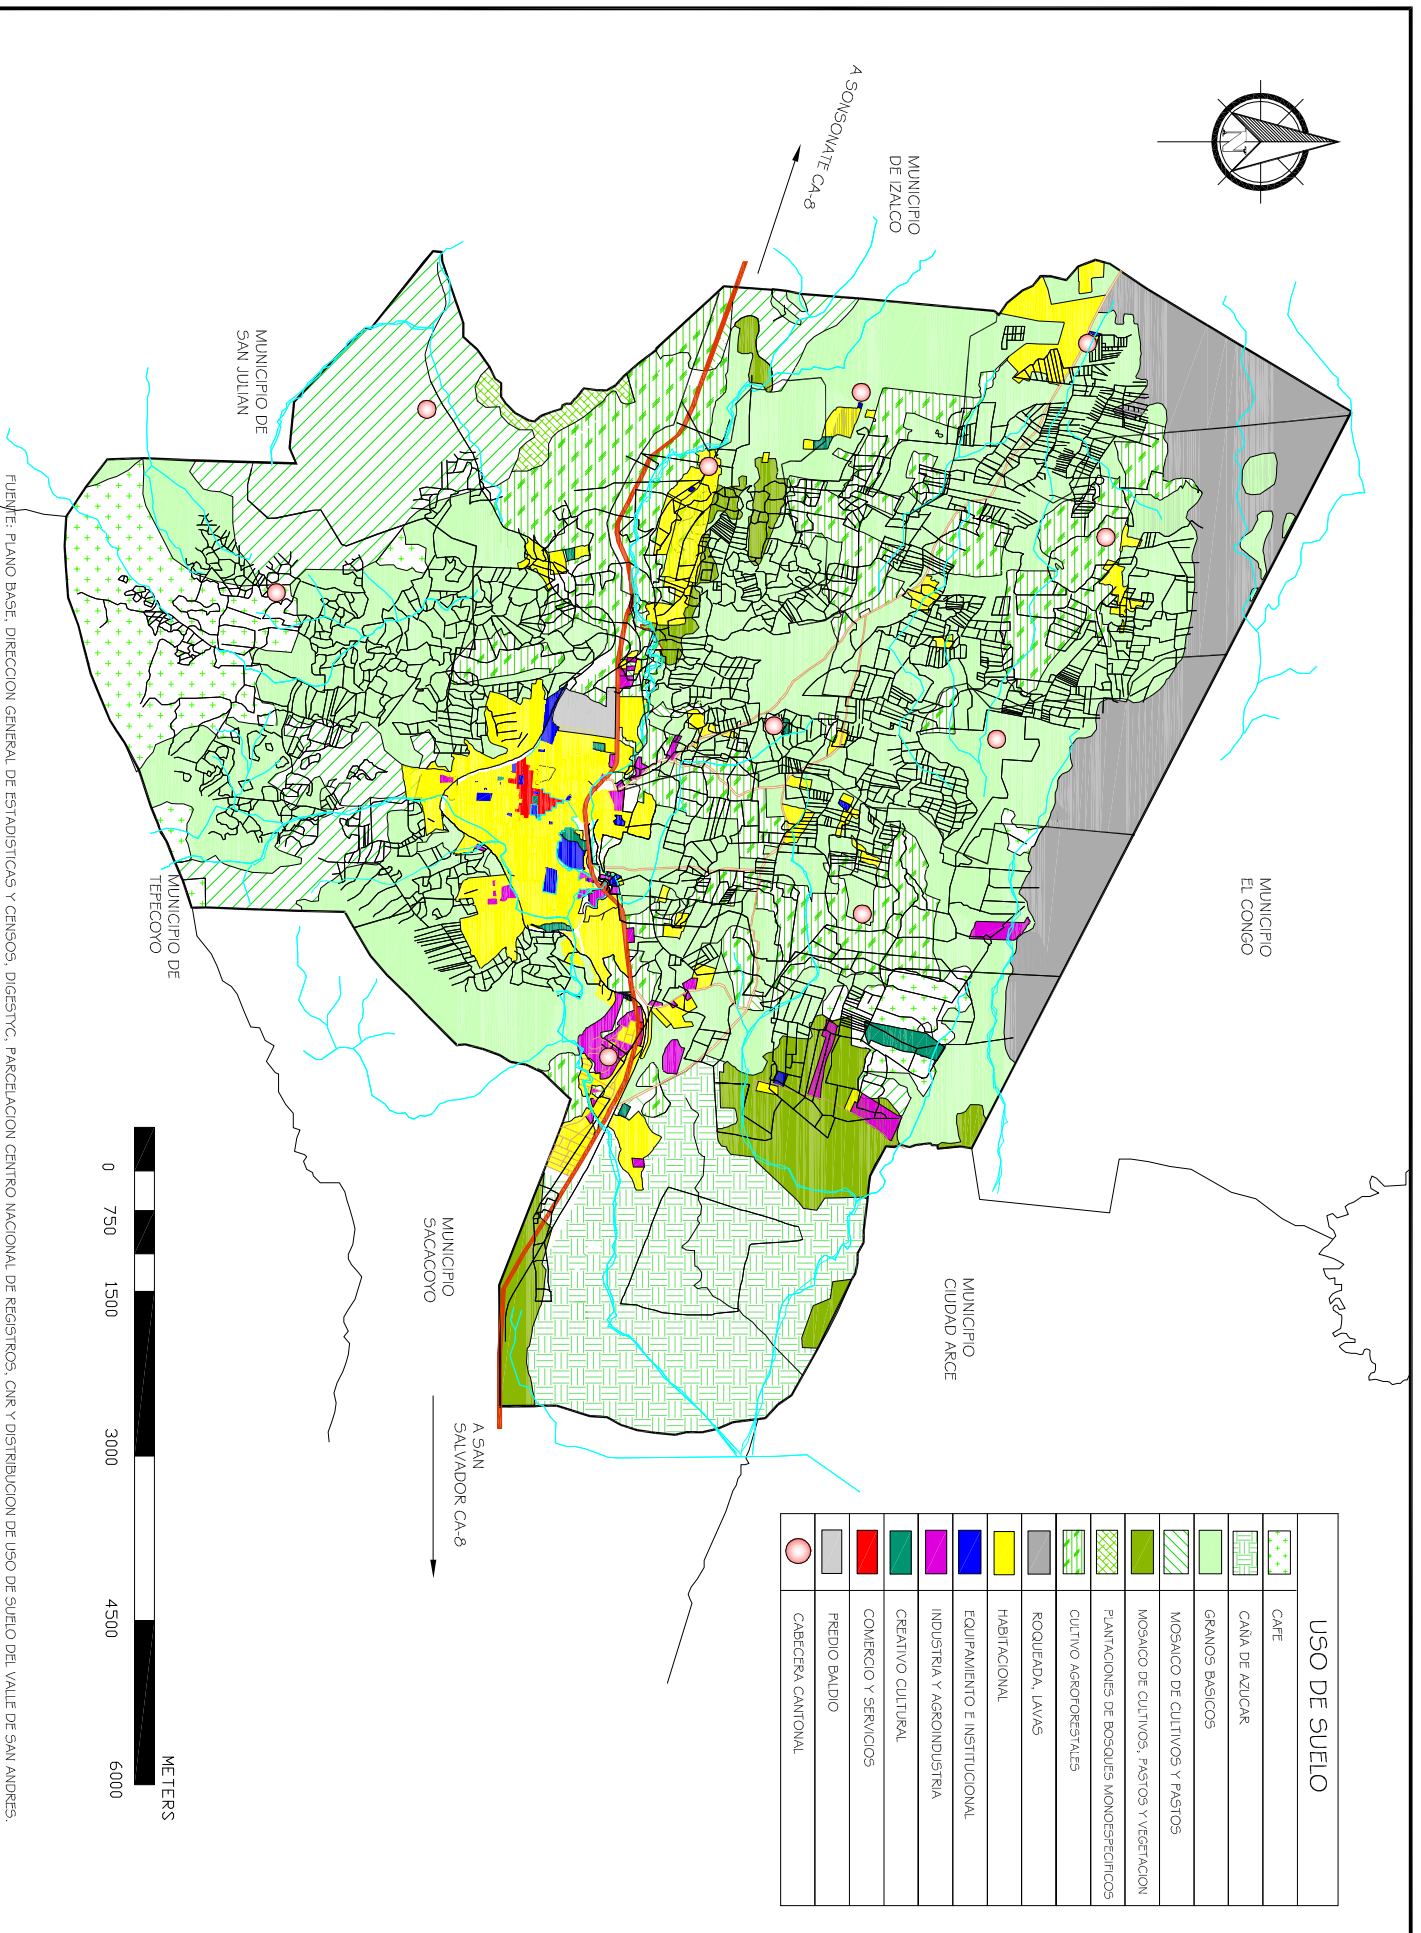 N
A SONSONATE CA-8
MUNICIPIO
DE IZALCO
MUNICIPIO DE
SAN JULIAN
MUNICIPIO
EL CONGO
MUNICIPIO DE
TEPECOYO
MUNICIPIO
SACACOYO
MUNICIPIO
CIUDAD ARCE
A SAN
SALVADOR CA-8
USO DE SUELO
CAFE
CAÑA DE AZUCAR
GRANOS BASICOS
MOSAICO DE CULTIVOS Y PASTOS
MOSAICO DE CULTIVOS, PASTOS Y VEGETACION
PLANTACIONES DE BOSQUES MONOESPECIFICOS
CULTIVO AGROFORESTALES
ROQUEADA, LAVAS
HABITACIONAL
EQUIPAMIENTO E INSTITUCIONAL
INDUSTRIA Y AGROINDUSTRIA
CREATIVO CULTURAL
COMERCIO Y SERVICIOS
PREDIO BALDIO
CABECERA CANTONAL
METERS
0 750 1500 3000 4500 6000
FUENTE: PLANO BASE, DIRECCION GENERAL DE ESTADISTICAS Y CENSOS, DIGESTYC, PARCELACION CENTRO NACIONAL DE REGISTROS, CNR Y DISTRIBUCION DE USO DE SUELO DEL VALLE DE SAN ANDRES.